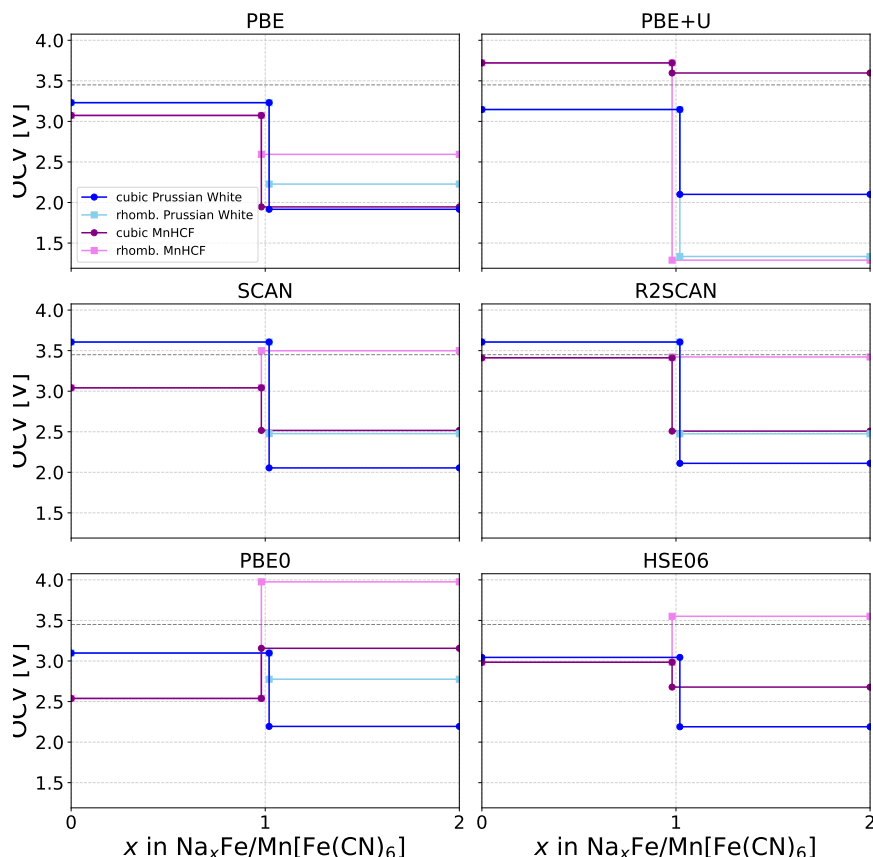 PBE
PBE+U
4.0
3.5
3.0
2.5
2.0
1.5
OCV [V]
cubic Prussian White
rhomb. Prussian White
cubic MnHCF
rhomb. MnHCF
SCAN
R2SCAN
4.0
3.5
3.0
2.5
2.0
1.5
OCV [V]
PBE0
HSE06
4.0
3.5
3.0
2.5
2.0
1.5
OCV [V]
0 1 2
0 1 2
x in NaₓFe/Mn[Fe(CN)₆]
x in NaₓFe/Mn[Fe(CN)₆]